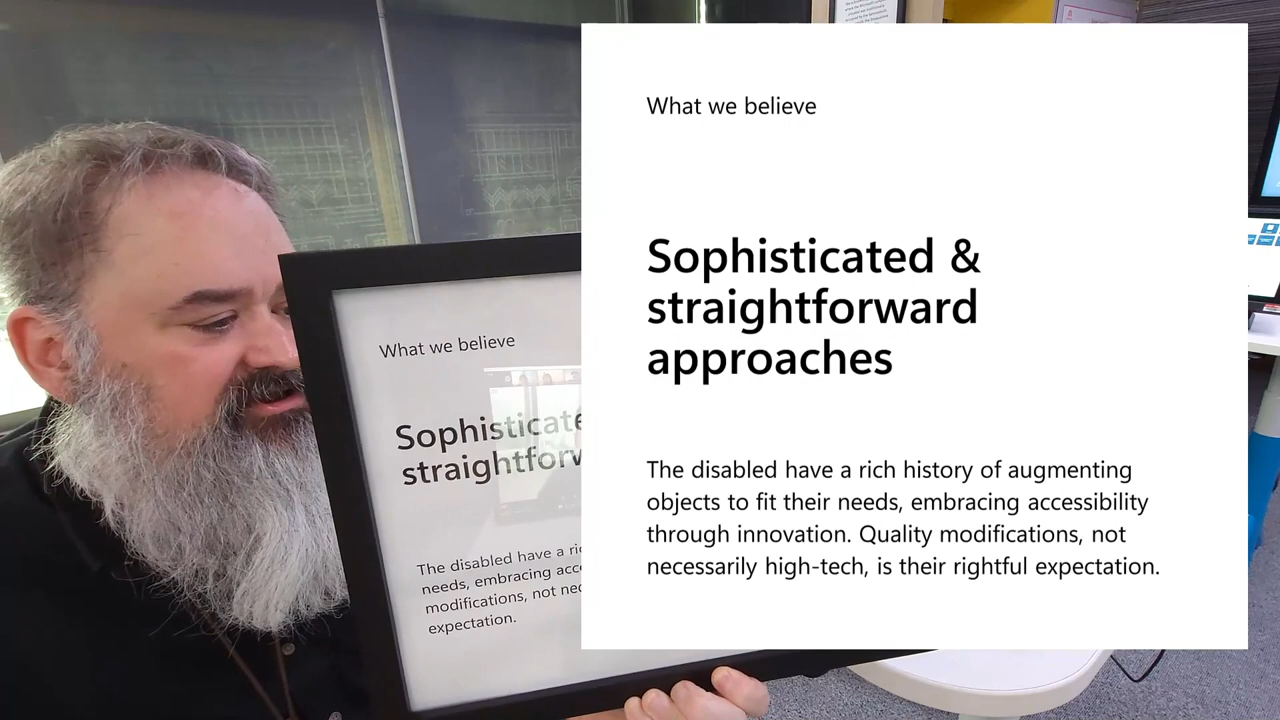 What we believe
Sophisticated &
straightforward
approaches
The disabled have a rich history of augmenting
objects to fit their needs, embracing accessibility
through innovation. Quality modifications, not
necessarily high-tech, is their rightful expectation.
What we believe
Sophisticate
straightforw
The disabled have a ric
needs, embracing acce
modifications, not nec
expectation.